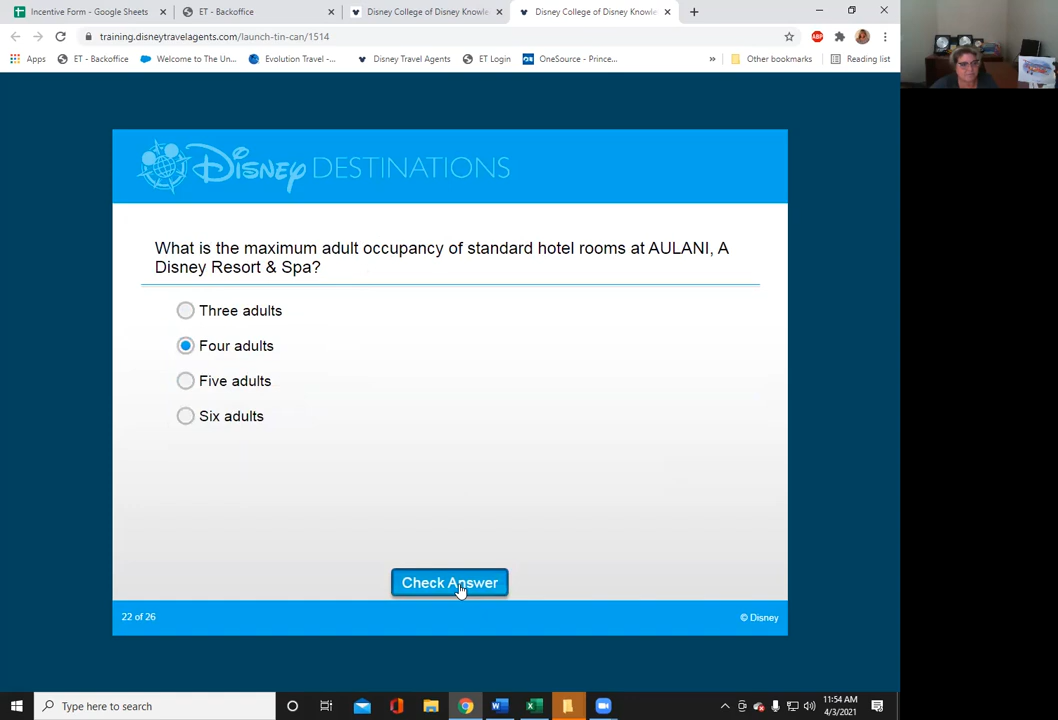 Incentive Form - Google Sheets
ET - Backoffice
Disney College of Disney Knowle
Disney College of Disney Knowle
training.disneytravelagents.com/launch-tin-can/1514
ABP
Apps
ET - Backoffice
Welcome to The Un...
Evolution Travel -...
Disney Travel Agents
ET Login
OneSource - Prince...
»
Other bookmarks
Reading list
Disney DESTINATIONS
What is the maximum adult occupancy of standard hotel rooms at AULANI, A
Disney Resort & Spa?
Three adults
Four adults
Five adults
Six adults
Check Answer
22 of 26
© Disney
Type here to search
11:54 AM
4/3/2021